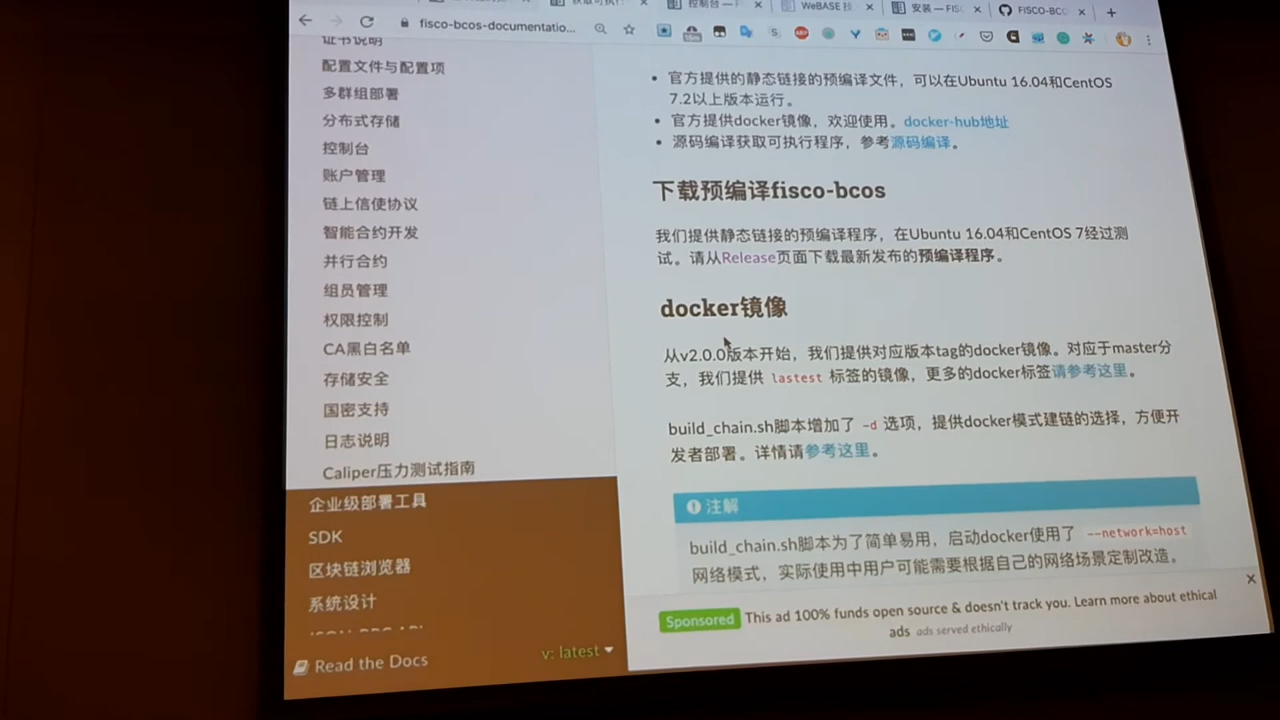 控制台 —
WeBASE 技
安装 — FISC
FISCO-BCC
fisco-bcos-documentatio...
证书说明
配置文件与配置项
多群组部署
分布式存储
控制台
账户管理
链上信使协议
智能合约开发
并行合约
组员管理
权限控制
CA黑白名单
存储安全
国密支持
日志说明
Caliper压力测试指南
企业级部署工具
SDK
区块链浏览器
系统设计
Read the Docs
v: latest
官方提供的静态链接的预编译文件，可以在Ubuntu 16.04和CentOS
7.2以上版本运行。
官方提供docker镜像，欢迎使用。docker-hub地址
源码编译获取可执行程序，参考源码编译。
下载预编译fisco-bcos
我们提供静态链接的预编译程序，在Ubuntu 16.04和CentOS 7经过测
试。请从Release页面下载最新发布的预编译程序。
docker镜像
从v2.0.0版本开始，我们提供对应版本tag的docker镜像。对应于master分
支，我们提供 lastest 标签的镜像，更多的docker标签请参考这里。
build_chain.sh脚本增加了 -d 选项，提供docker模式建链的选择，方便开
发者部署。详情请参考这里。
注解
build_chain.sh脚本为了简单易用，启动docker使用了 --network=host
网络模式，实际使用中用户可能需要根据自己的网络场景定制改造。
Sponsored This ad 100% funds open source & doesn't track you. Learn more about ethical
ads ads served ethically